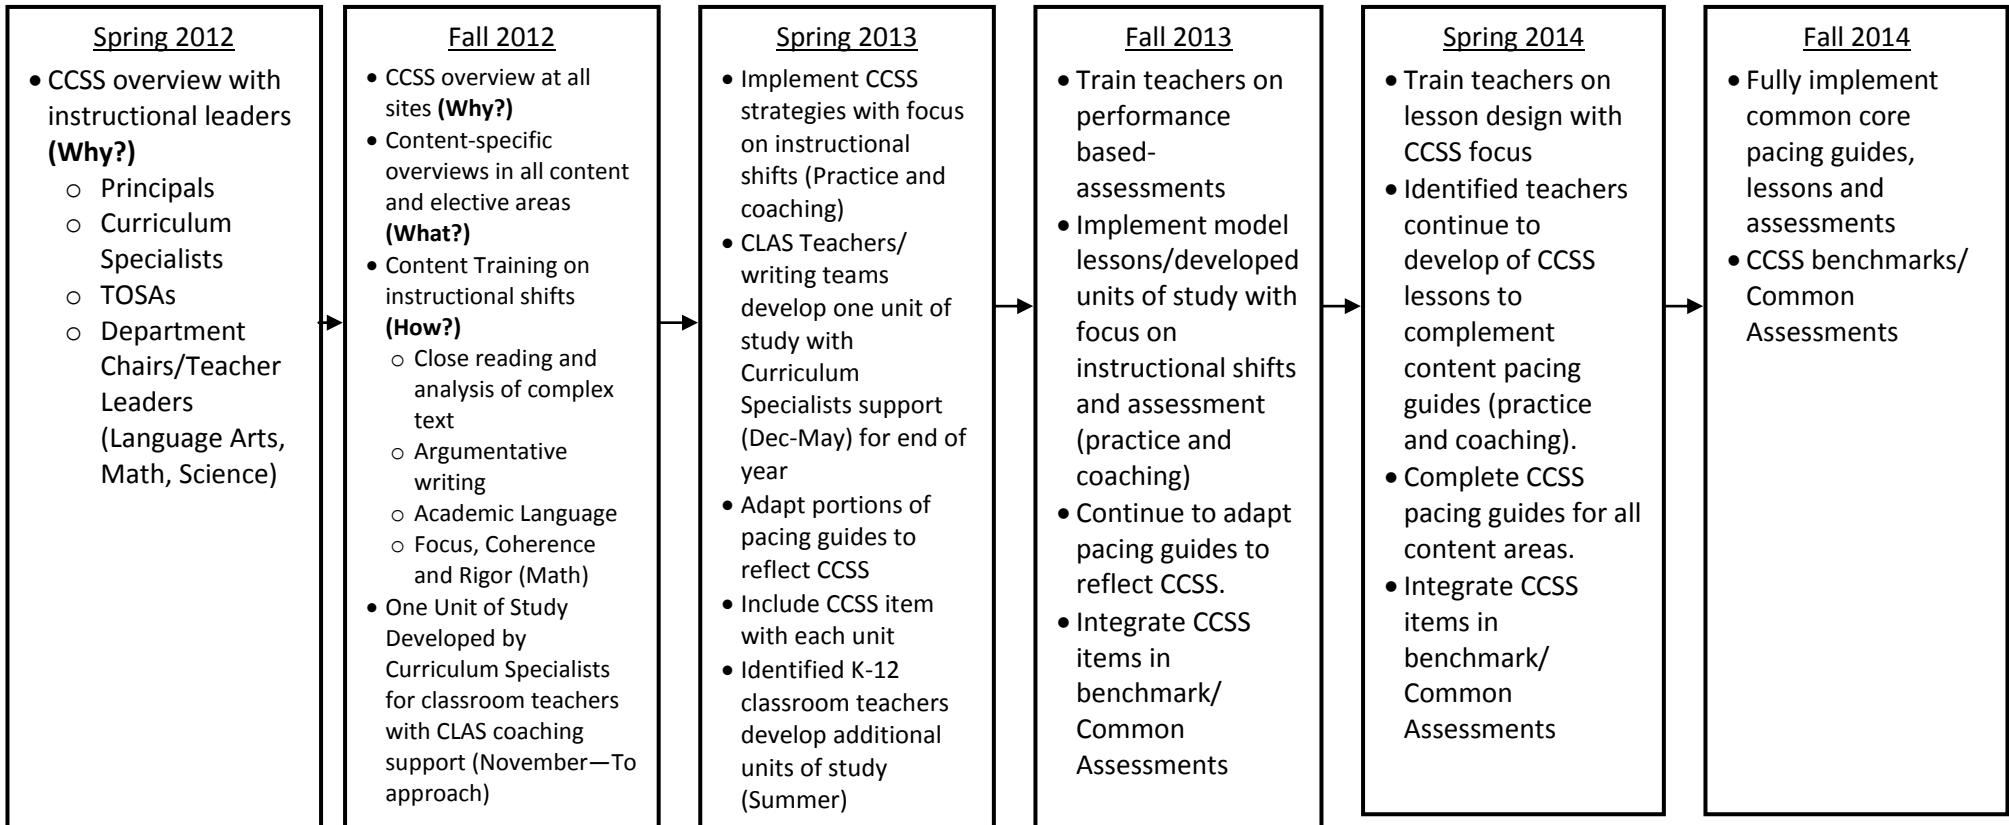 Spring 2012
• CCSS overview with
instructional leaders
(Why?)
o Principals
o Curriculum
Specialists
o TOSAs
o Department
Chairs/Teacher
Leaders
(Language Arts,
Math, Science)
Fall 2012
• CCSS overview at all
sites (Why?)
• Content-specific
overviews in all content
and elective areas
(What?)
• Content Training on
instructional shifts
(How?)
o Close reading and
analysis of complex
text
o Argumentative
writing
o Academic Language
o Focus, Coherence
and Rigor (Math)
• One Unit of Study
Developed by
Curriculum Specialists
for classroom teachers
with CLAS coaching
support (November—To
approach)
Spring 2013
• Implement CCSS
strategies with focus
on instructional
shifts (Practice and
coaching)
• CLAS Teachers/
writing teams
develop one unit of
study with
Curriculum
Specialists support
(Dec-May) for end of
year
• Adapt portions of
pacing guides to
reflect CCSS
• Include CCSS item
with each unit
• Identified K-12
classroom teachers
develop additional
units of study
(Summer)
Fall 2013
• Train teachers on
performance
based-
assessments
• Implement model
lessons/developed
units of study with
focus on
instructional shifts
and assessment
(practice and
coaching)
• Continue to adapt
pacing guides to
reflect CCSS.
• Integrate CCSS
items in
benchmark/
Common
Assessments
Spring 2014
• Train teachers on
lesson design with
CCSS focus
• Identified teachers
continue to
develop of CCSS
lessons to
complement
content pacing
guides (practice
and coaching).
• Complete CCSS
pacing guides for all
content areas.
• Integrate CCSS
items in
benchmark/
Common
Assessments
Fall 2014
• Fully implement
common core
pacing guides,
lessons and
assessments
• CCSS benchmarks/
Common
Assessments